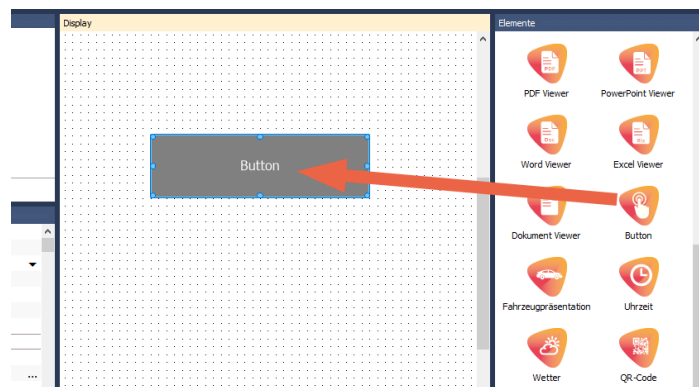 Display
Elemente
Button
PDF Viewer
PowerPoint Viewer
Word Viewer
Excel Viewer
Dokument Viewer
Button
Fahrzeugpräsentation
Uhrzeit
Wetter
QR-Code
...